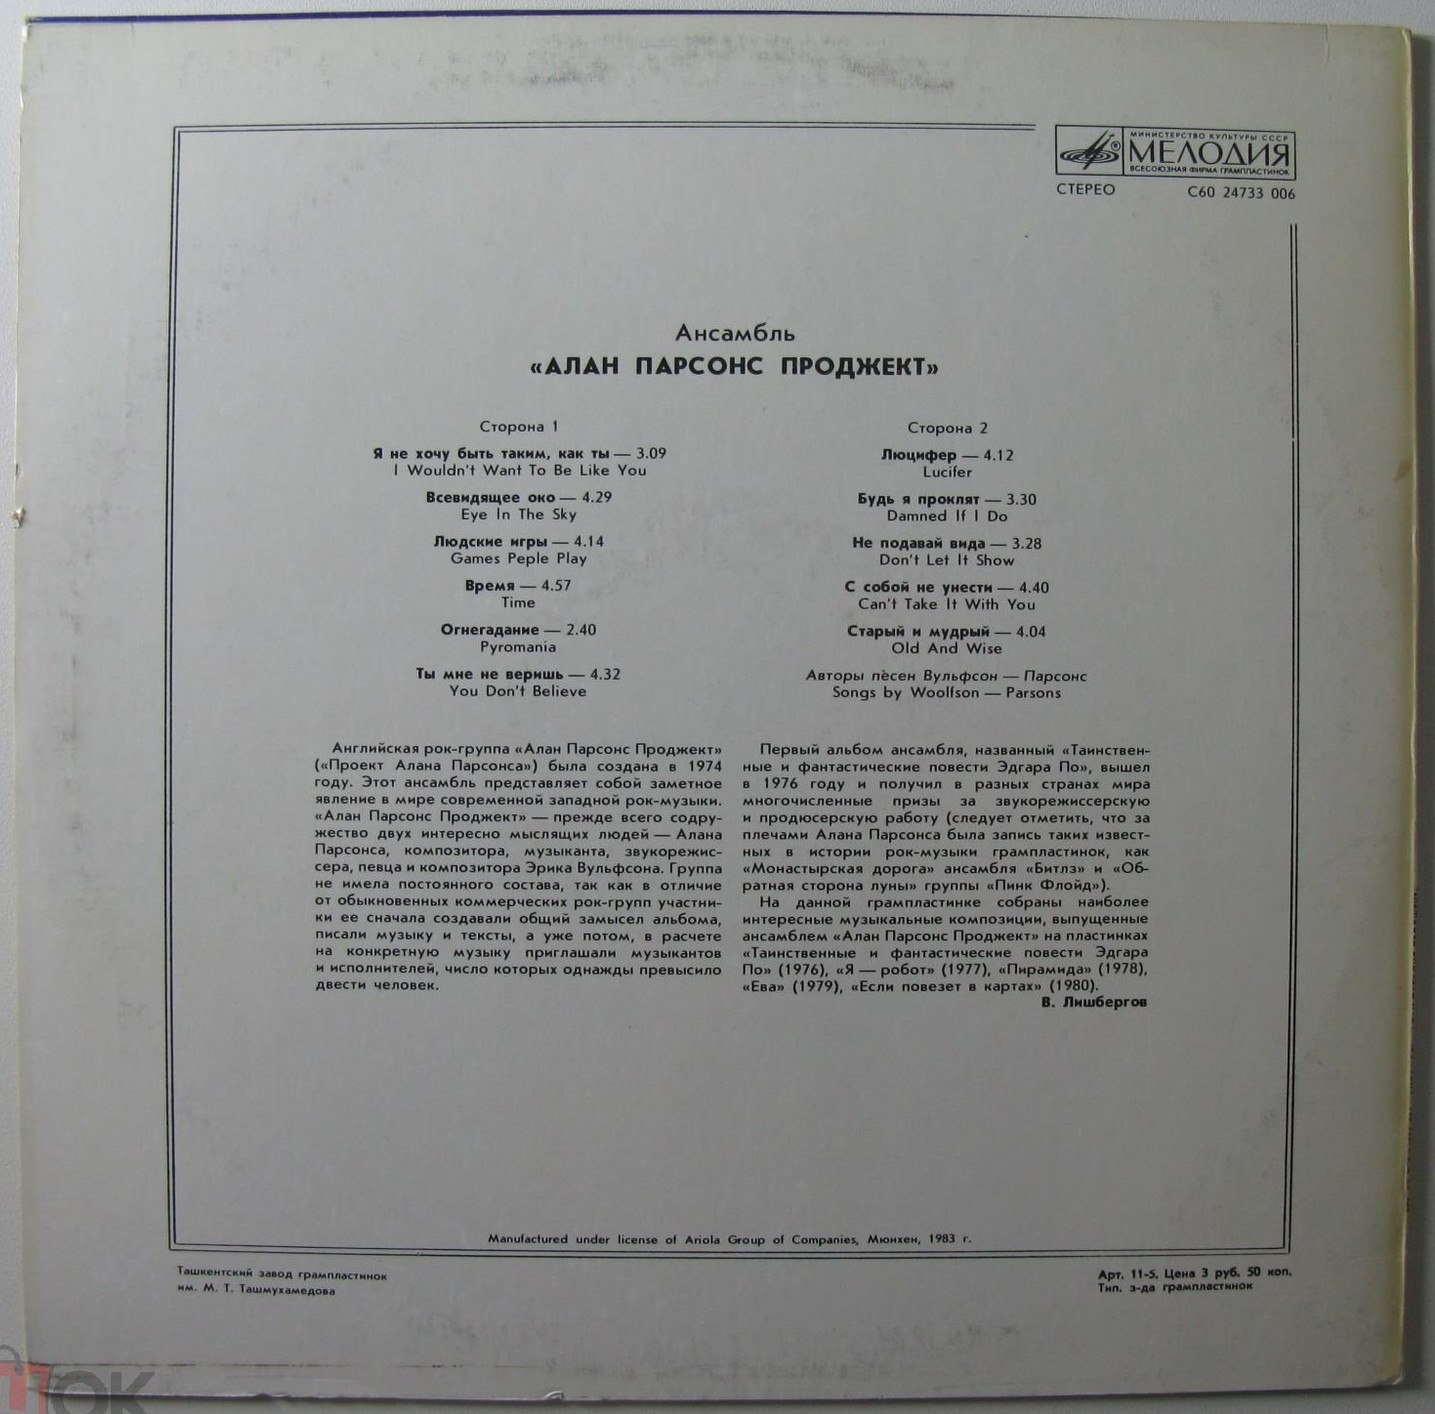 МИНИСТЕРСТВО КУЛЬТУРЫ СССР
МЕЛОДИЯ
ВСЕСОЮЗНАЯ ФИРМА ГРАМПЛАСТИНОК
СТЕРЕО С60 24733 006
Ансамбль
«АЛАН ПАРСОНС ПРОДЖЕКТ»
Сторона 1
Я не хочу быть таким, как ты — 3.09
I Wouldn't Want To Be Like You
Всевидящее око — 4.29
Eye In The Sky
Людские игры — 4.14
Games Peple Play
Время — 4.57
Time
Огнегадание — 2.40
Pyromania
Ты мне не веришь — 4.32
You Don't Believe
Сторона 2
Люцифер — 4.12
Lucifer
Будь я проклят — 3.30
Damned If I Do
Не подавай вида — 3.28
Don't Let It Show
С собой не унести — 4.40
Can't Take It With You
Старый и мудрый — 4.04
Old And Wise
Авторы песен Вульфсон — Парсонс
Songs by Woolfson — Parsons
Английская рок-группа «Алан Парсонс Проджект»
(«Проект Алана Парсонса») была создана в 1974
году. Этот ансамбль представляет собой заметное
явление в мире современной западной рок-музыки.
«Алан Парсонс Проджект» — прежде всего содру-
жество двух интересно мыслящих людей — Алана
Парсонса, композитора, музыканта, звукорежис-
сера, певца и композитора Эрика Вульфсона. Группа
не имела постоянного состава, так как в отличие
от обыкновенных коммерческих рок-групп участни-
ки ее сначала создавали общий замысел альбома,
писали музыку и тексты, а уже потом, в расчете
на конкретную музыку приглашали музыкантов
и исполнителей, число которых однажды превысило
двести человек.
Первый альбом ансамбля, названный «Таинствен-
ные и фантастические повести Эдгара По», вышел
в 1976 году и получил в разных странах мира
многочисленные призы за звукорежиссерскую
и продюсерскую работу (следует отметить, что за
плечами Алана Парсонса была запись таких извест-
ных в истории рок-музыки грампластинок, как
«Монастырская дорога» ансамбля «Битлз» и «Об-
ратная сторона луны» группы «Пинк Флойд»).
На данной грампластинке собраны наиболее
интересные музыкальные композиции, выпущенные
ансамблем «Алан Парсонс Проджект» на пластинках
«Таинственные и фантастические повести Эдгара
По» (1976), «Я — робот» (1977), «Пирамида» (1978),
«Ева» (1979), «Если повезет в картах» (1980).
В. Лишбергов
Manufactured under license of Ariola Group of Companies, Мюнхен, 1983 г.
Ташкентский завод грампластинок
им. М. Т. Ташмухамедова
Арт. 11-5. Цена 3 руб. 50 коп.
Тип. з-да грампластинок